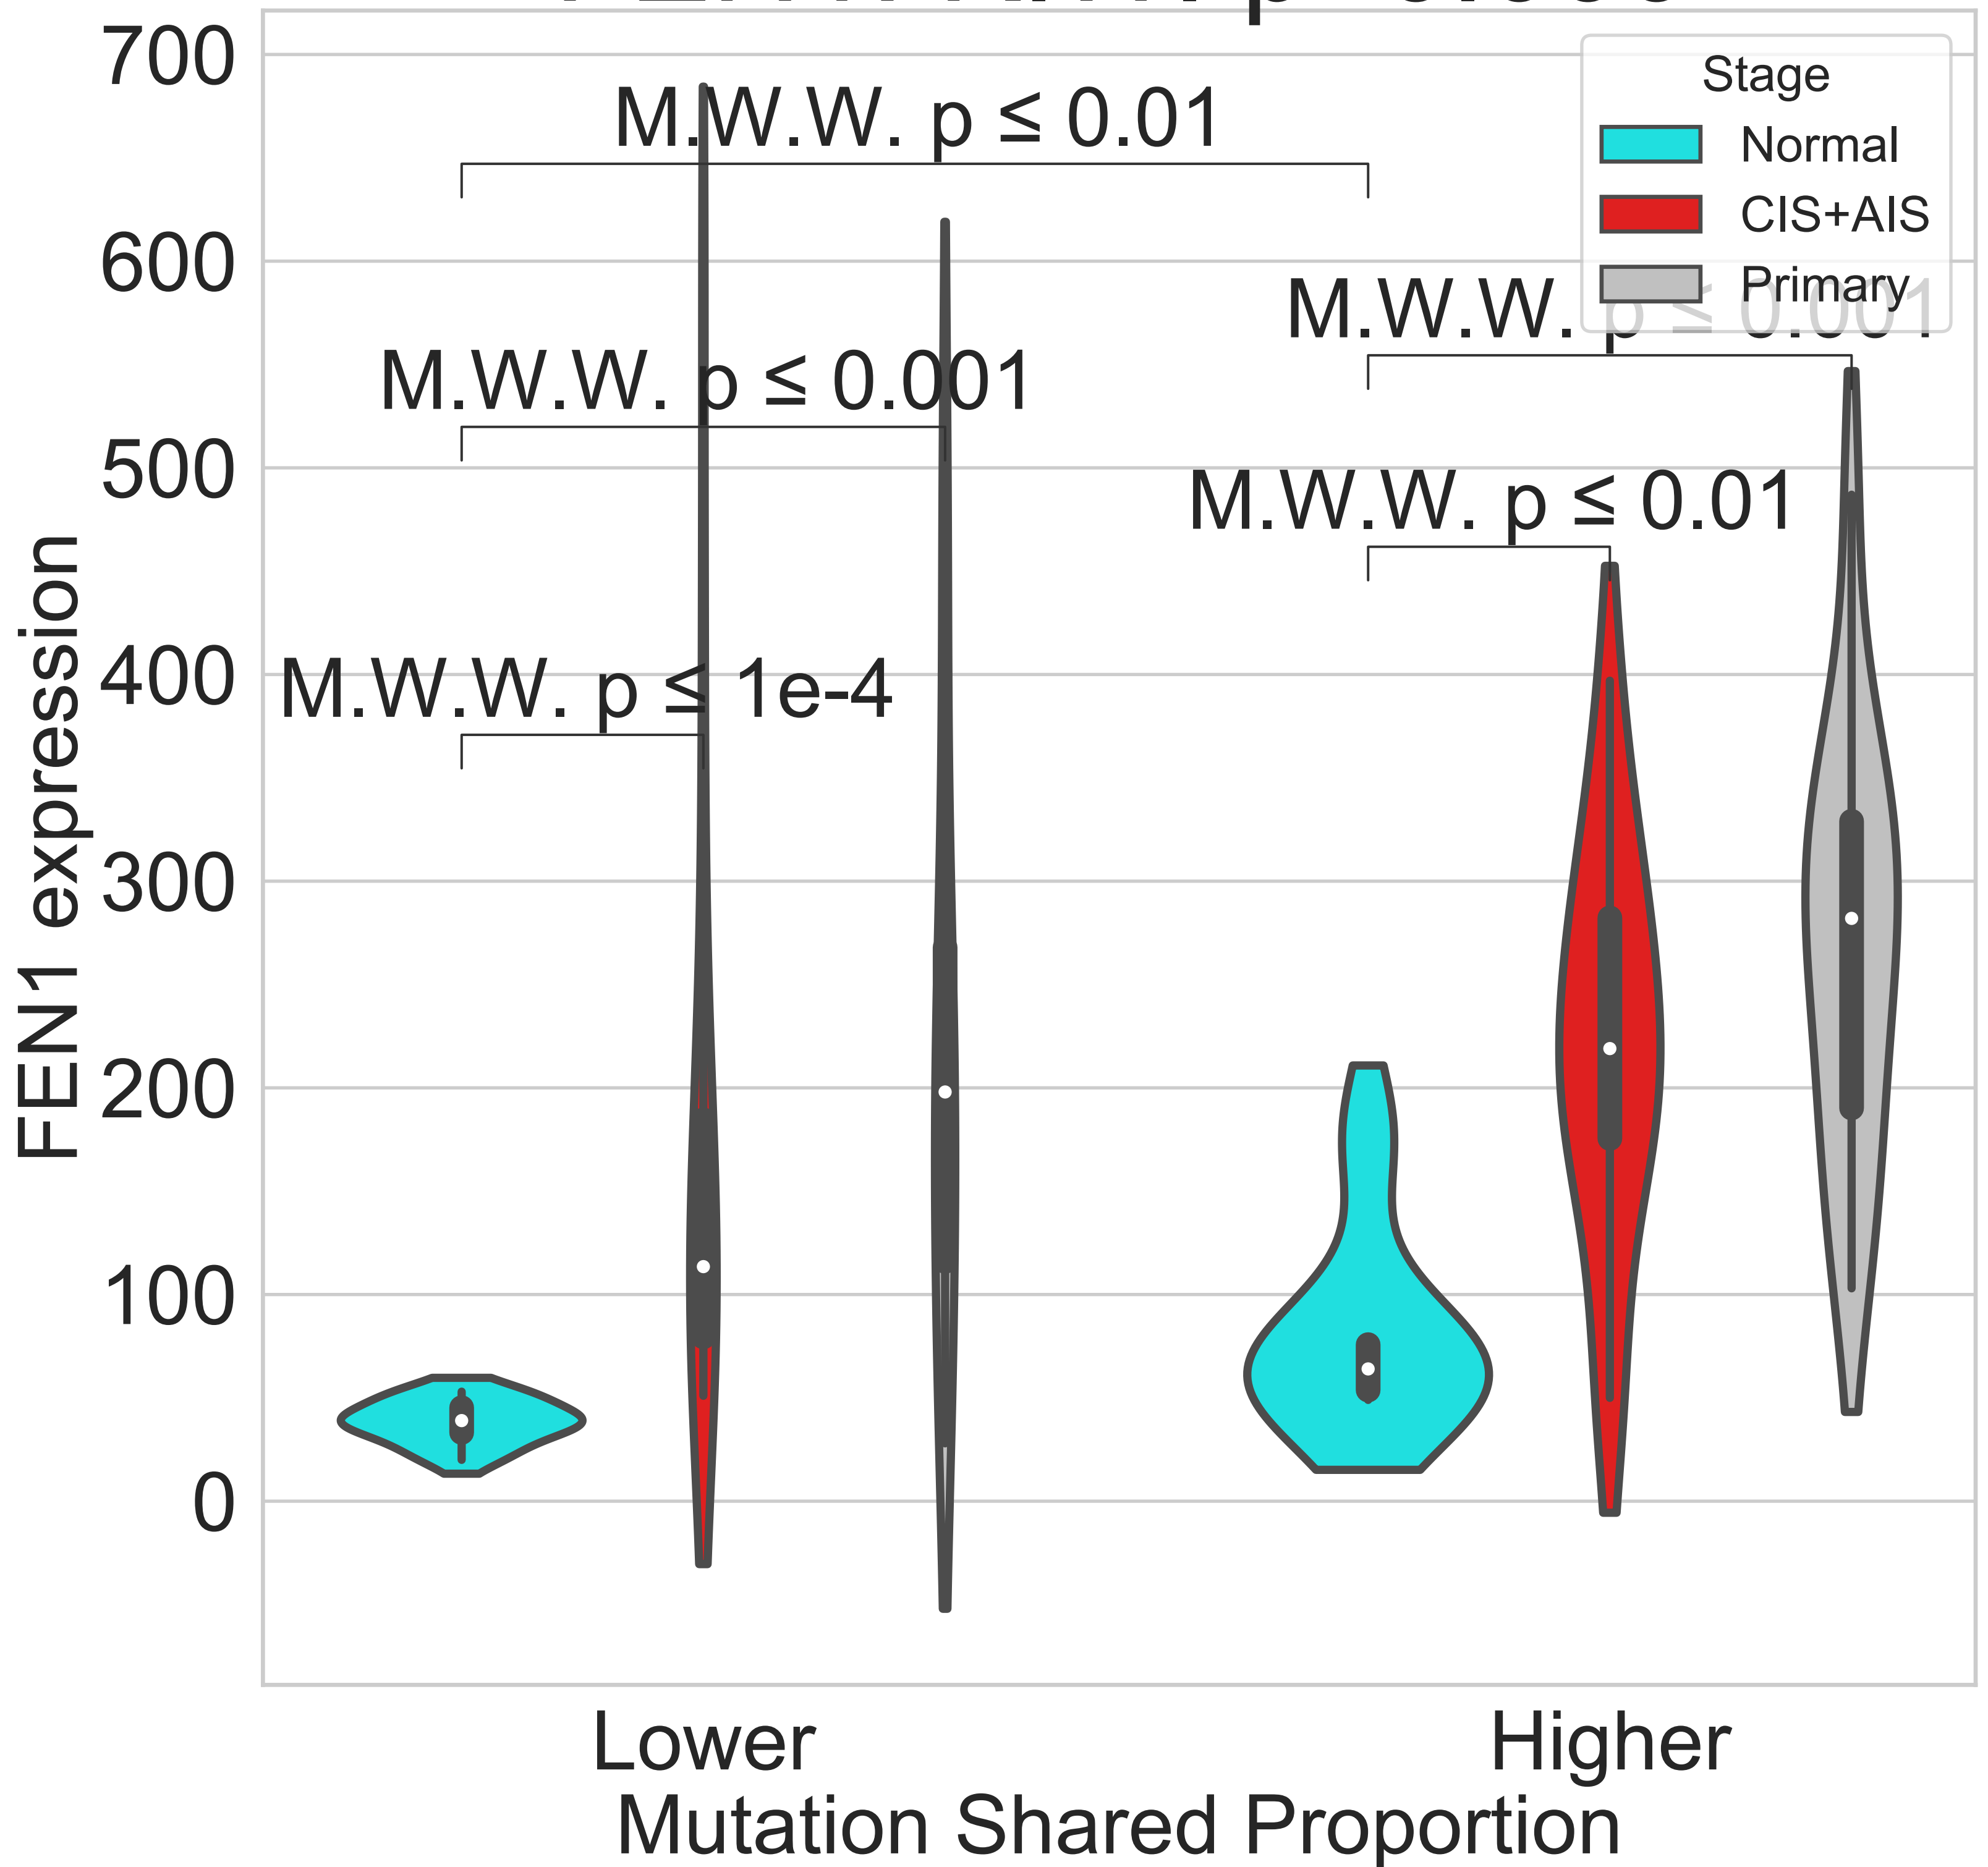 700
600
500
400
300
200
100
0
FEN1 expression
M.W.W. p ≤ 0.01
M.W.W. p ≤ 0.001
M.W.W. p ≤ 0.001
M.W.W. p ≤ 0.01
M.W.W. p ≤ 1e-4
Stage
Normal
CIS+AIS
Primary
Lower
Higher
Mutation Shared Proportion